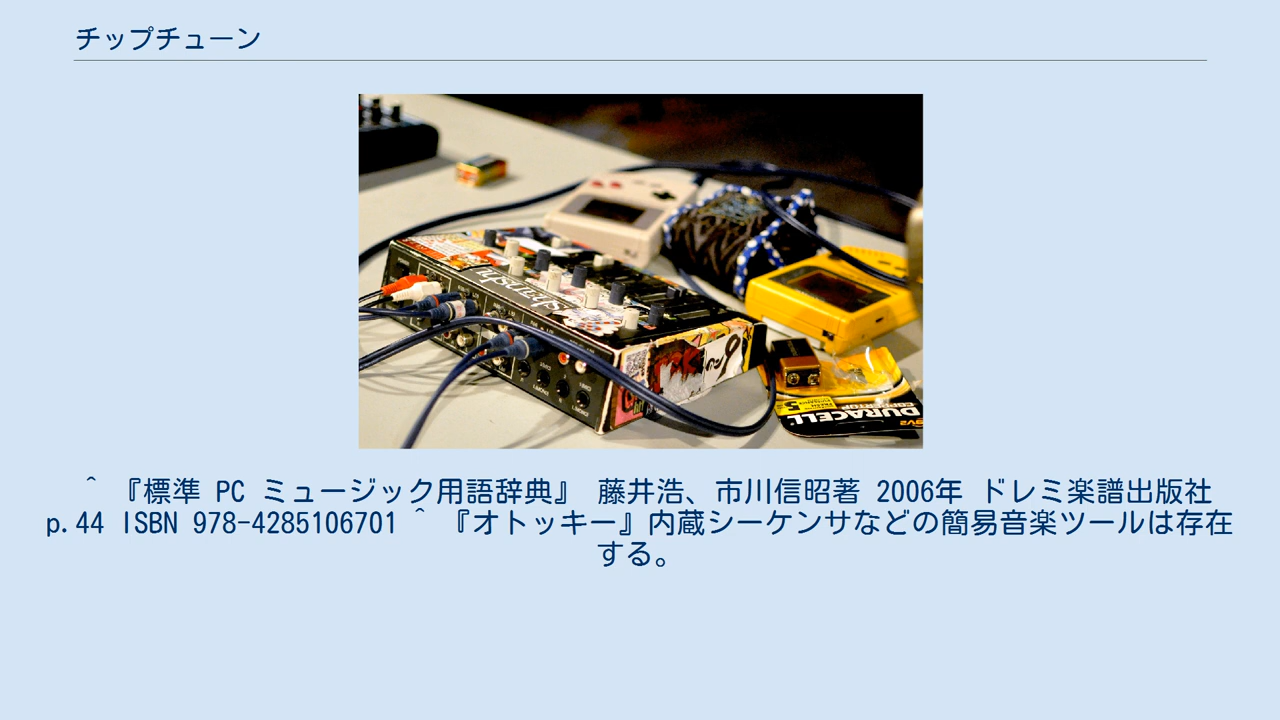 チップチューン
^ 『標準 PC ミュージック用語辞典』 藤井浩、市川信昭著 2006年 ドレミ楽譜出版社
p.44 ISBN 978-4285106701 ^ 『オトッキー』内蔵シーケンサなどの簡易音楽ツールは存在
する。
DURACELL